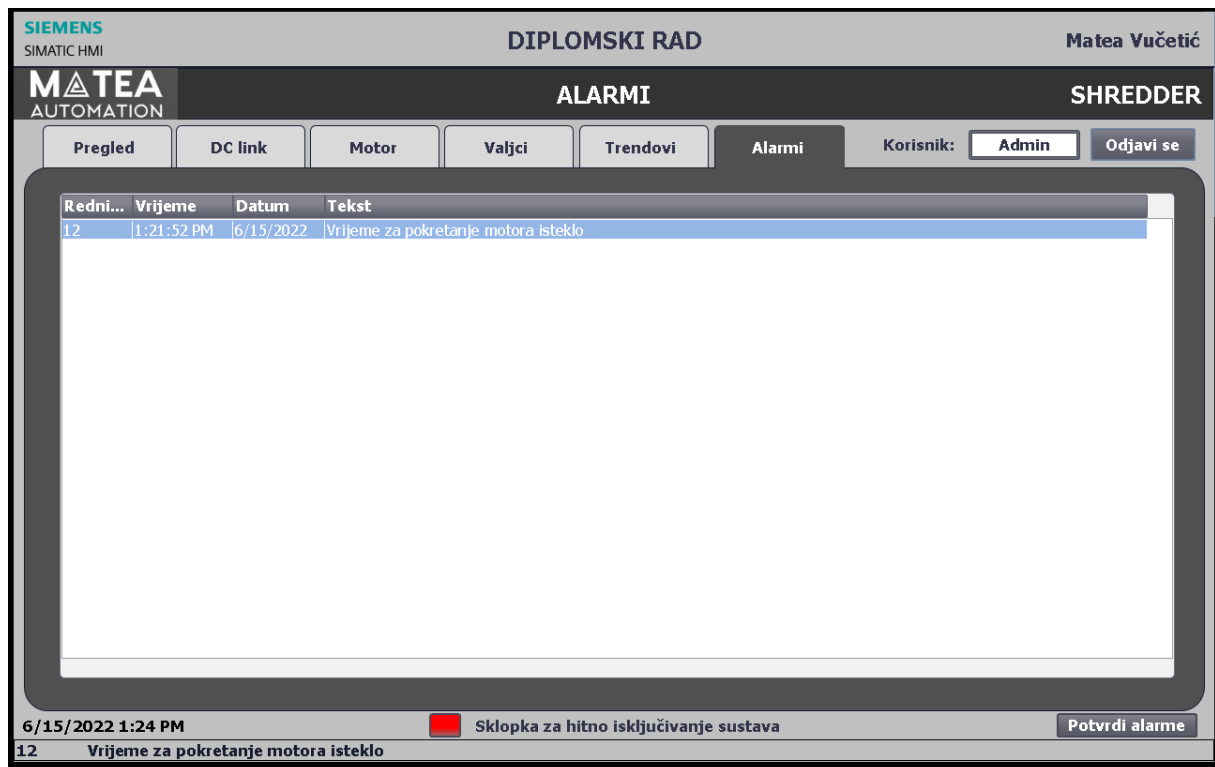 SIEMENS
SIMATIC HMI
DIPLOMSKI RAD
Matea Vučetić
MATEA
AUTOMATION
ALARMI
SHREDDER
Pregled DC link Motor Valjci Trendovi Alarmi Korisnik: Admin Odjavi se
Redni... Vrijeme Datum Tekst
12 1:21:52 PM 6/15/2022 Vrijeme za pokretanje motora isteklo
6/15/2022 1:24 PM Sklopka za hitno isključivanje sustava Potvrdi alarme
12 Vrijeme za pokretanje motora isteklo